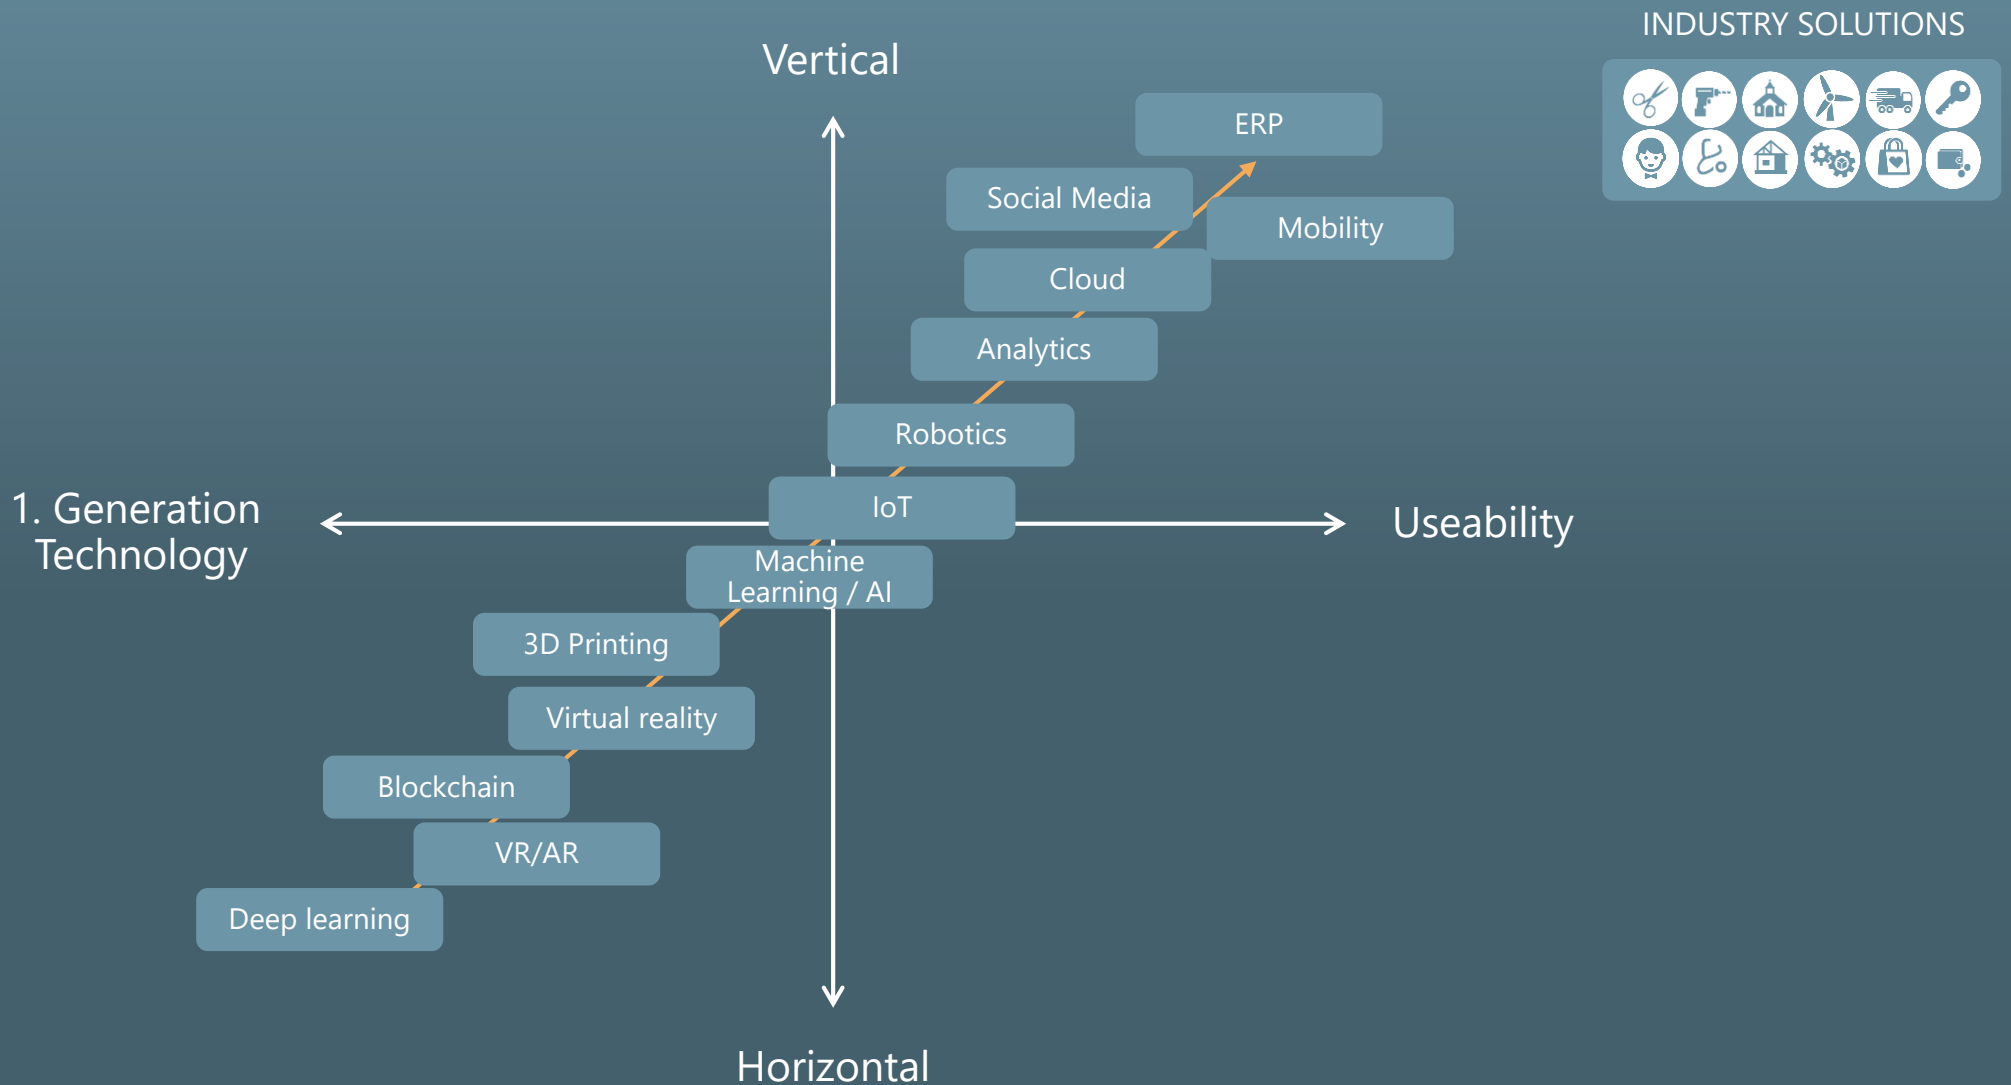 INDUSTRY SOLUTIONS
Vertical
ERP
Social Media
Mobility
Cloud
Analytics
Robotics
1. Generation
Technology
IoT
Useability
Machine
Learning / AI
3D Printing
Virtual reality
Blockchain
VR/AR
Deep learning
Horizontal